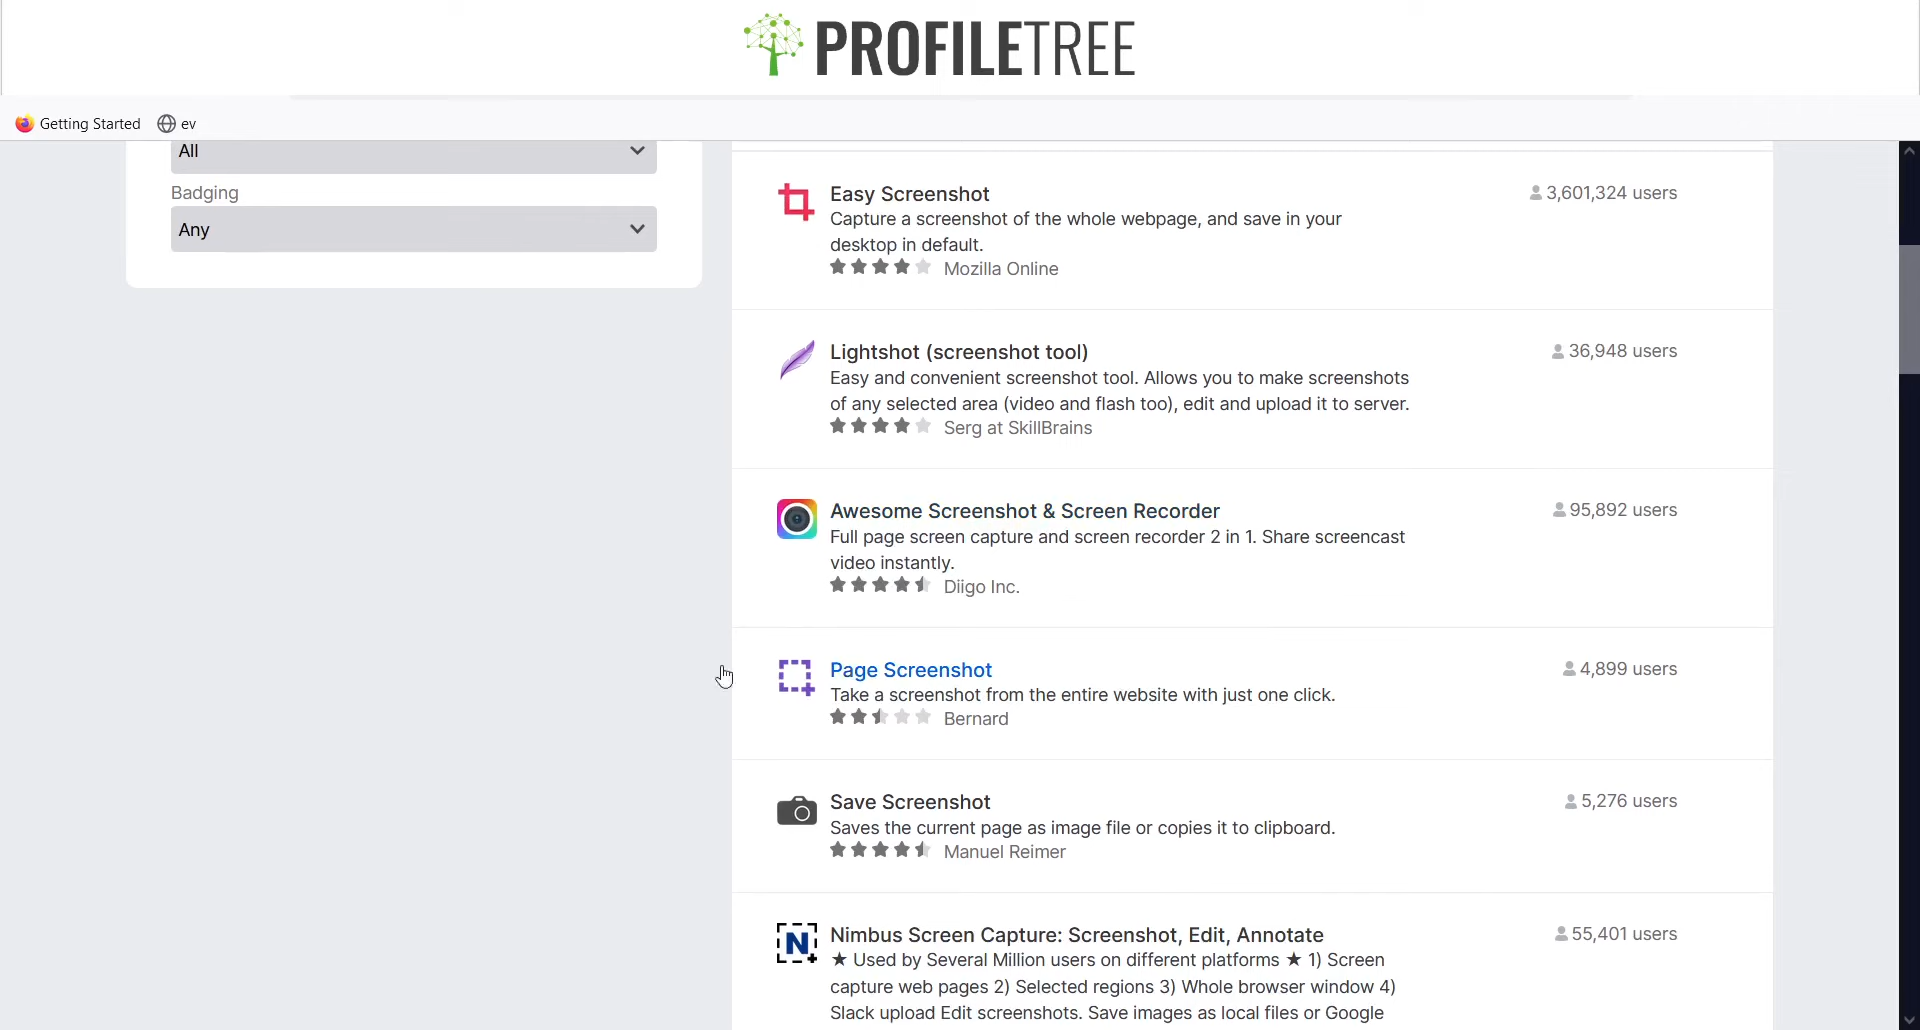 PROFILETREE
Getting Started ev
All
Badging
Any
Easy Screenshot 3,601,324 users
Capture a screenshot of the whole webpage, and save in your
desktop in default.
Mozilla Online
Lightshot (screenshot tool) 36,948 users
Easy and convenient screenshot tool. Allows you to make screenshots
of any selected area (video and flash too), edit and upload it to server.
Serg at SkillBrains
Awesome Screenshot & Screen Recorder 95,892 users
Full page screen capture and screen recorder 2 in 1. Share screencast
video instantly.
Diigo Inc.
Page Screenshot 4,899 users
Take a screenshot from the entire website with just one click.
Bernard
Save Screenshot 5,276 users
Saves the current page as image file or copies it to clipboard.
Manuel Reimer
N Nimbus Screen Capture: Screenshot, Edit, Annotate 55,401 users
★ Used by Several Million users on different platforms ★ 1) Screen
capture web pages 2) Selected regions 3) Whole browser window 4)
Slack upload Edit screenshots. Save images as local files or Google